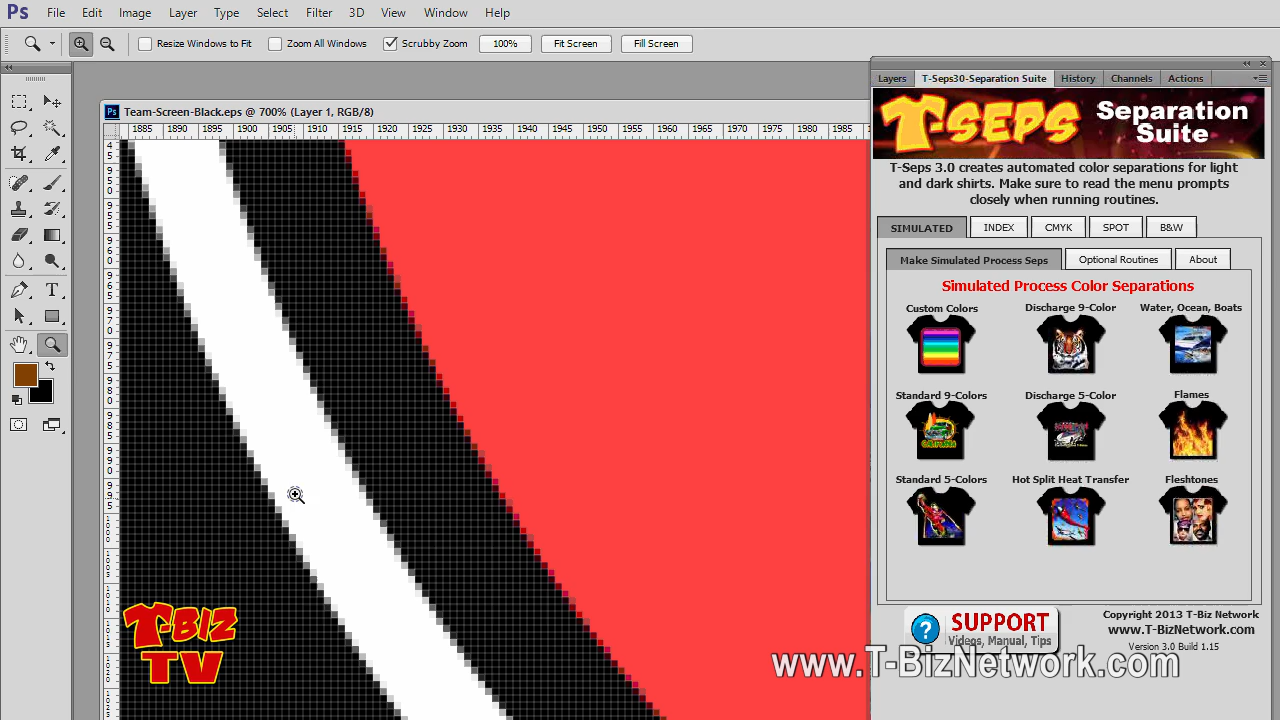 Ps File Edit Image Layer Type Select Filter 3D View Window Help
Resize Windows to Fit Zoom All Windows Scrubby Zoom 100% Fit Screen Fill Screen
Layers T-Seps30-Separation Suite History Channels Actions
Ps Team-Screen-Black.eps @ 700% (Layer 1, RGB/8)
1885 1890 1895 1900 1905 1910 1915 1920 1925 1930 1935 1940 1945 1950 1955 1960 1965 1970 1975 1980 1985
T-SEPS Separation
Suite
T-Seps 3.0 creates automated color separations for light
and dark shirts. Make sure to read the menu prompts
closely when running routines.
SIMULATED INDEX CMYK SPOT B&W
Make Simulated Process Seps Optional Routines About
Simulated Process Color Separations
Custom Colors Discharge 9-Color Water, Ocean, Boats
Standard 9-Colors Discharge 5-Color Flames
Standard 5-Colors Hot Split Heat Transfer Fleshtones
T-BIZ
TV
? SUPPORT
Videos, Manual, Tips
Copyright 2013 T-Biz Network
www.T-BizNetwork.com
Version 3.0 Build 1.15
www.T-BizNetwork.com